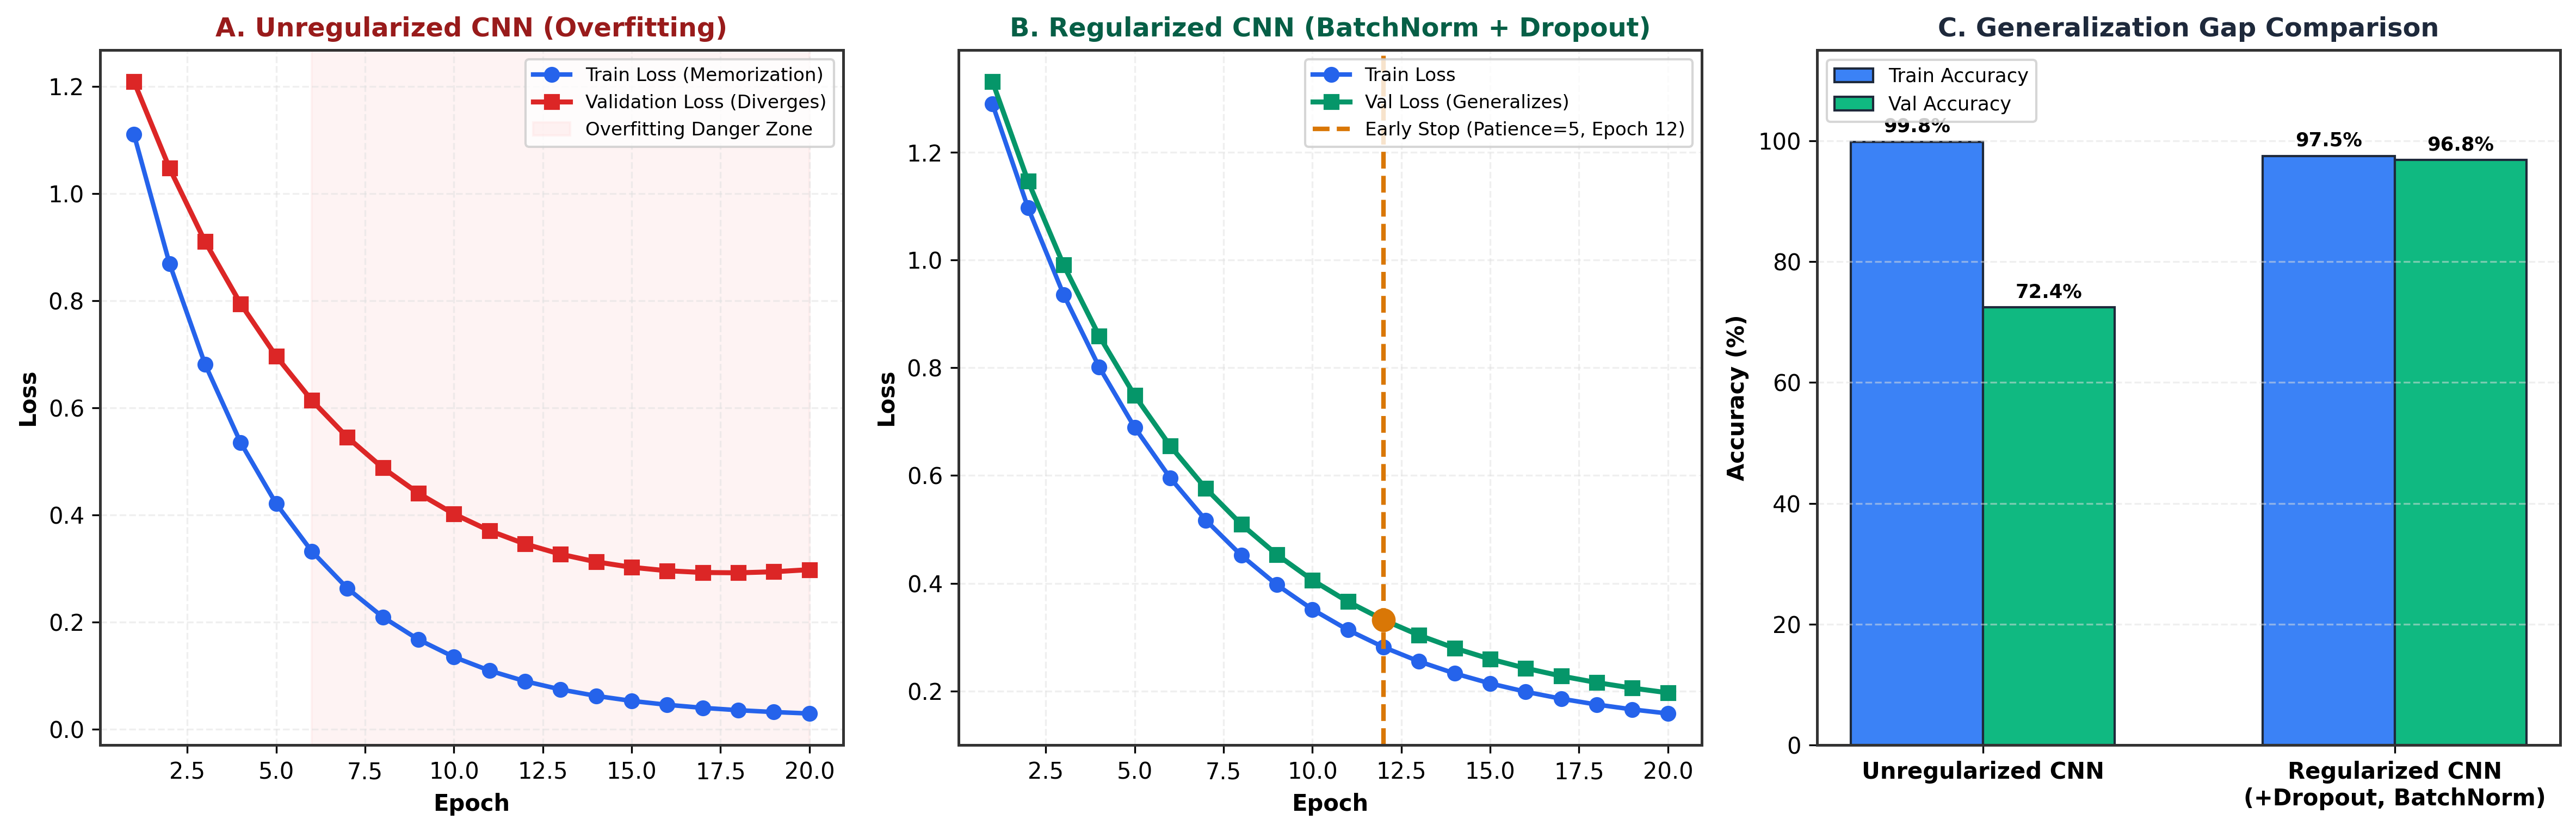 A. Unregularized CNN (Overfitting)
Train Loss (Memorization)
Validation Loss (Diverges)
Overfitting Danger Zone
1.2
1.0
0.8
0.6
0.4
0.2
0.0
Loss
2.5 5.0 7.5 10.0 12.5 15.0 17.5 20.0
Epoch
B. Regularized CNN (BatchNorm + Dropout)
Train Loss
Val Loss (Generalizes)
Early Stop (Patience=5, Epoch 12)
1.2
1.0
0.8
0.6
0.4
0.2
Loss
2.5 5.0 7.5 10.0 12.5 15.0 17.5 20.0
Epoch
C. Generalization Gap Comparison
Train Accuracy
Val Accuracy
99.8%
72.4%
97.5%
96.8%
100
80
60
40
20
0
Accuracy (%)
Unregularized CNN
Regularized CNN
(+Dropout, BatchNorm)